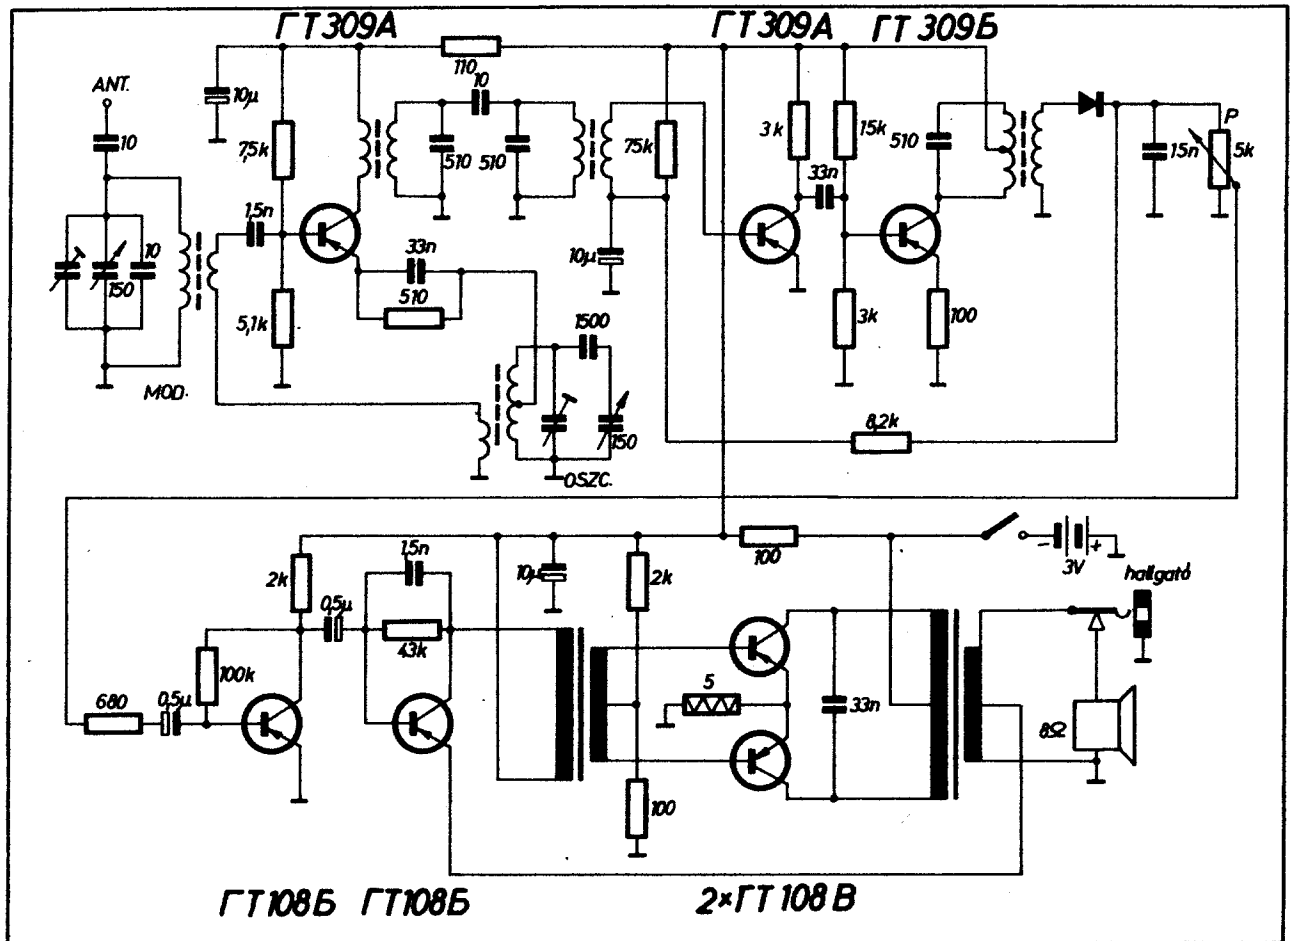 ГТ309А
ГТ309А
ГТ309Б
ANT.
10
10µ
7,5k
110
10
510
510
75k
3k
15k
33n
510
P
15n
5k
1,5n
10
150
33n
510
10µ
5,1k
1500
3k
100
MOD.
150
8,2k
OSZC.
2k
1,5n
10µ
2k
100
3V
- +
hallgató
0,5µ
43k
100k
5
33n
8Ω
680
0,5µ
100
ГТ108Б
ГТ108Б
2×ГТ108В